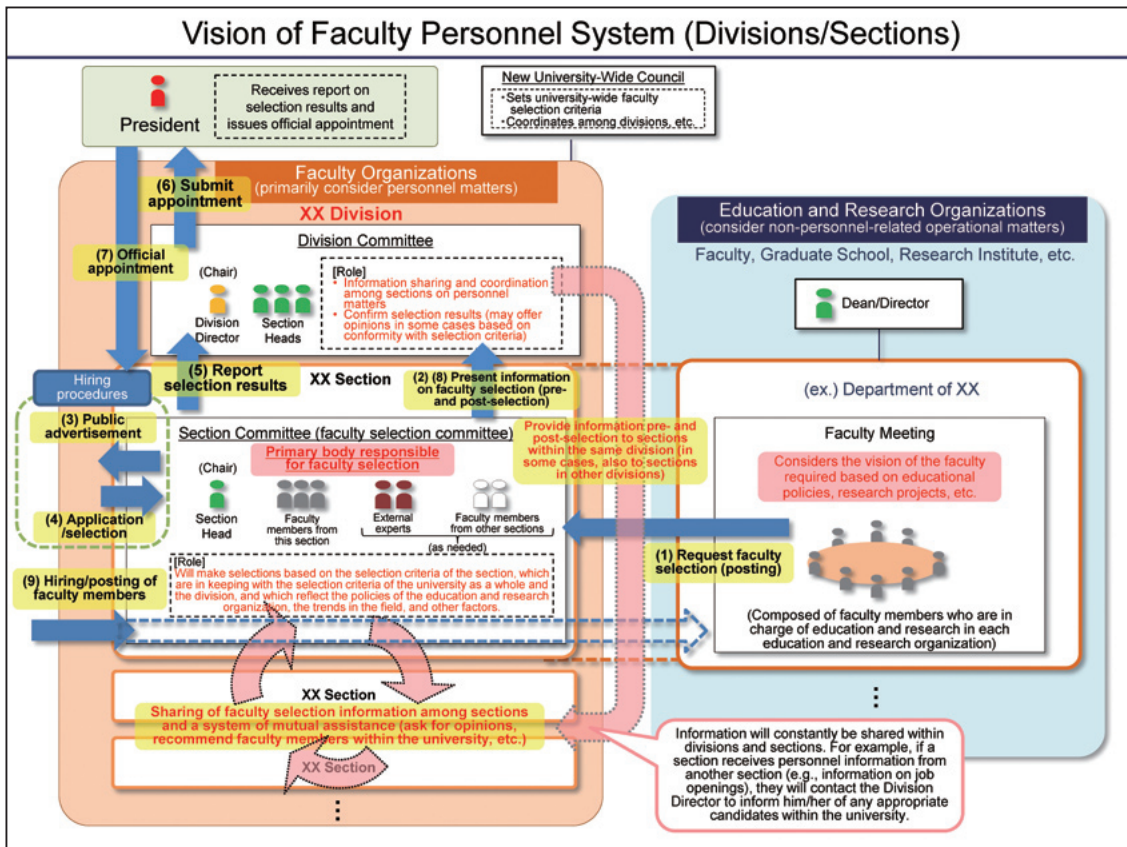 Vision of Faculty Personnel System (Divisions/Sections)
President
Receives report on
selection results and
issues official appointment
New University-Wide Council
・Sets university-wide faculty
selection criteria
・Coordinates among divisions, etc.
Faculty Organizations
(primarily consider personnel matters)
(6) Submit
appointment
(7) Official
appointment
XX Division
Division Committee
(Chair)
Division
Director
Section
Heads
[Role]
• Information sharing and coordination
among sections on personnel
matters
• Confirm selection results (may offer
opinions in some cases based on
conformity with selection criteria)
Education and Research Organizations
(consider non-personnel-related operational matters)
Faculty, Graduate School, Research Institute, etc.
Dean/Director
(5) Report
selection results
XX Section
(2) (8) Present information
on faculty selection (pre-
and post-selection)
Hiring
procedures
(3) Public
advertisement
(4) Application
/selection
Section Committee (faculty selection committee)
Primary body responsible
for faculty selection
(Chair)
Section
Head
Faculty
members from
this section
External
experts
Faculty members
from other sections
(as needed)
[Role]
Will make selections based on the selection criteria of the section, which
are in keeping with the selection criteria of the university as a whole and
the division, and which reflect the policies of the education and research
organization, the trends in the field, and other factors.
Provide information pre- and
post-selection to sections
within the same division (in
some cases, also to sections
in other divisions)
(ex.) Department of XX
Faculty Meeting
Considers the vision of the faculty
required based on educational
policies, research projects, etc.
(1) Request faculty
selection (posting)
(Composed of faculty members who are in
charge of education and research in each
education and research organization)
(9) Hiring/posting of
faculty members
XX Section
Sharing of faculty selection information among sections
and a system of mutual assistance (ask for opinions,
recommend faculty members within the university, etc.)
XX Section
Information will constantly be shared within
divisions and sections. For example, if a
section receives personnel information from
another section (e.g., information on job
openings), they will contact the Division
Director to inform him/her of any appropriate
candidates within the university.